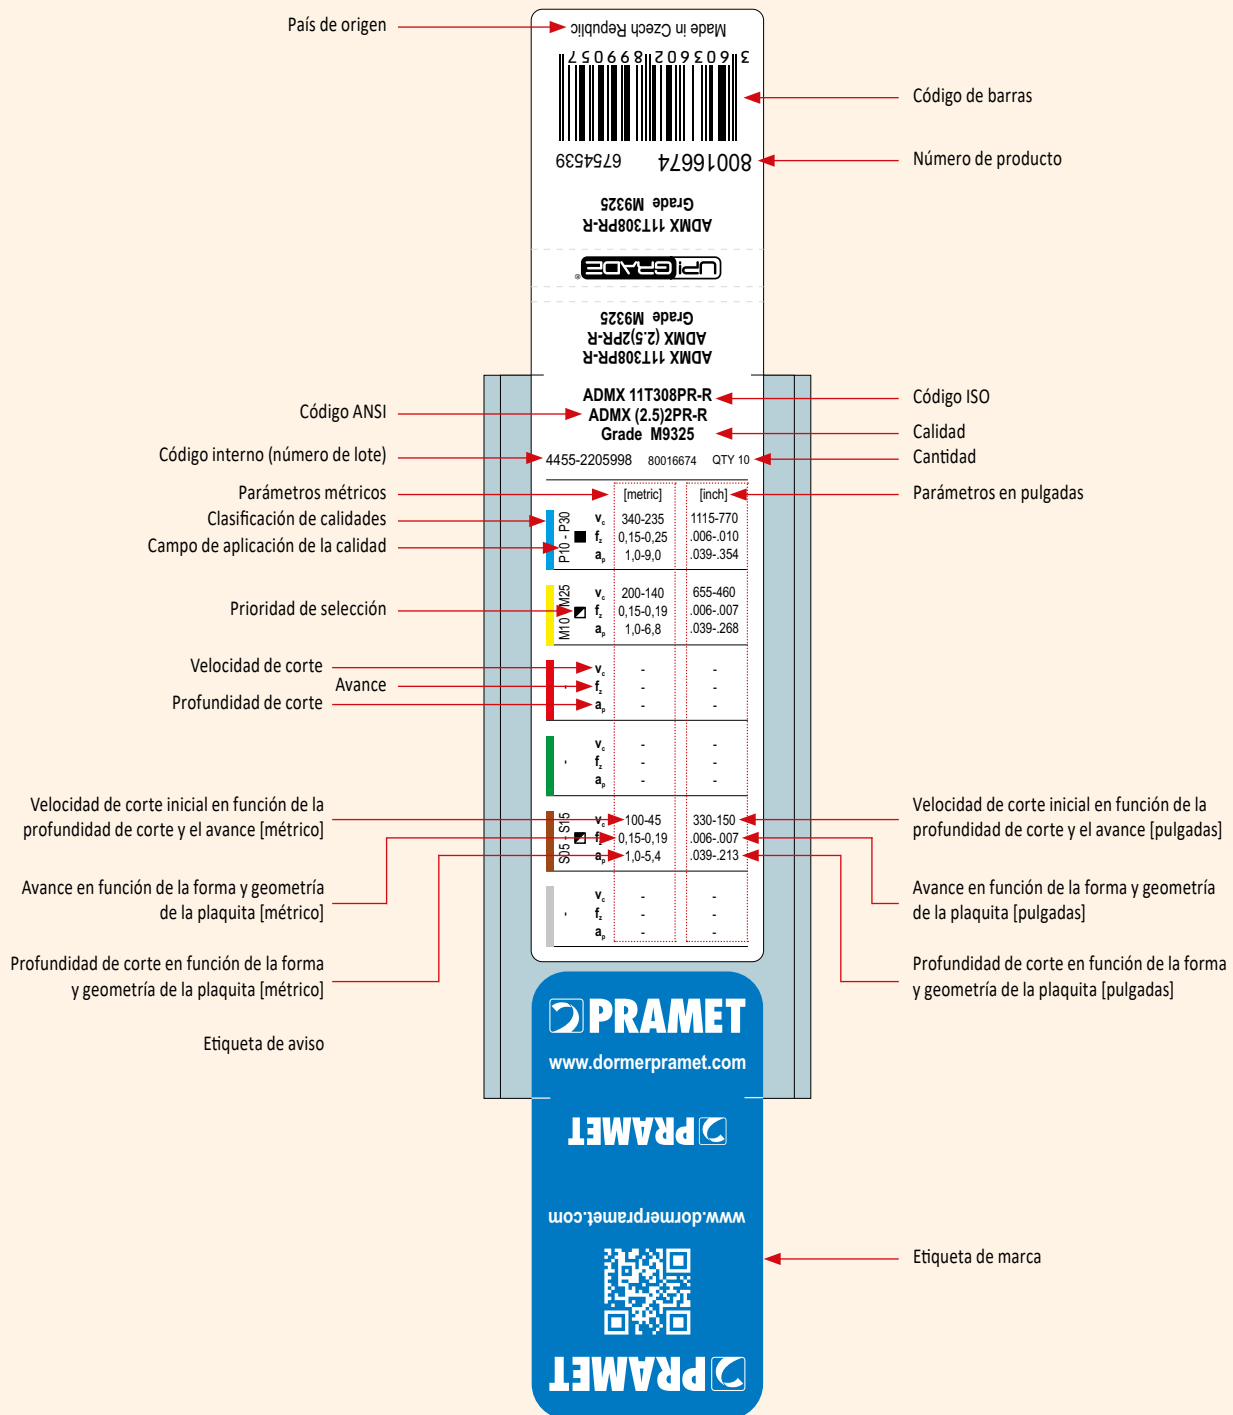 País de origen
Made in Czech Republic
3 603602 899057
Código de barras
80016674 6754539
Número de producto
ADMX 11T308PR-R
Grade M9325
UPiGRADE®
ADMX 11T308PR-R
ADMX (2.5)2PR-R
Grade M9325
ADMX 11T308PR-R
Código ISO
Código ANSI
ADMX (2.5)2PR-R
Grade M9325
Calidad
Código interno (número de lote)
4455-2205998 80016674 QTY 10
Cantidad
Parámetros métricos
[metric] [inch]
Parámetros en pulgadas
Clasificación de calidades
Campo de aplicación de la calidad
P10 - P30
vc 340-235 1115-770
fz 0,15-0,25 .006-.010
ap 1,0-9,0 .039-.354
Prioridad de selección
M10 - M25
vc 200-140 655-460
fz 0,15-0,19 .006-.007
ap 1,0-6,8 .039-.268
Velocidad de corte
Avance
Profundidad de corte
-
vc - -
fz - -
ap - -
-
vc - -
fz - -
ap - -
Velocidad de corte inicial en función de la
profundidad de corte y el avance [métrico]
S05 - S15
vc 100-45 330-150
fz 0,15-0,19 .006-.007
ap 1,0-5,4 .039-.213
Velocidad de corte inicial en función de la
profundidad de corte y el avance [pulgadas]
Avance en función de la forma y geometría
de la plaquita [métrico]
-
vc - -
fz - -
ap - -
Avance en función de la forma y geometría
de la plaquita [pulgadas]
Profundidad de corte en función de la forma
y geometría de la plaquita [métrico]
Profundidad de corte en función de la forma
y geometría de la plaquita [pulgadas]
Etiqueta de aviso
PRAMET
www.dormerpramet.com
PRAMET
www.dormerpramet.com
Etiqueta de marca
PRAMET